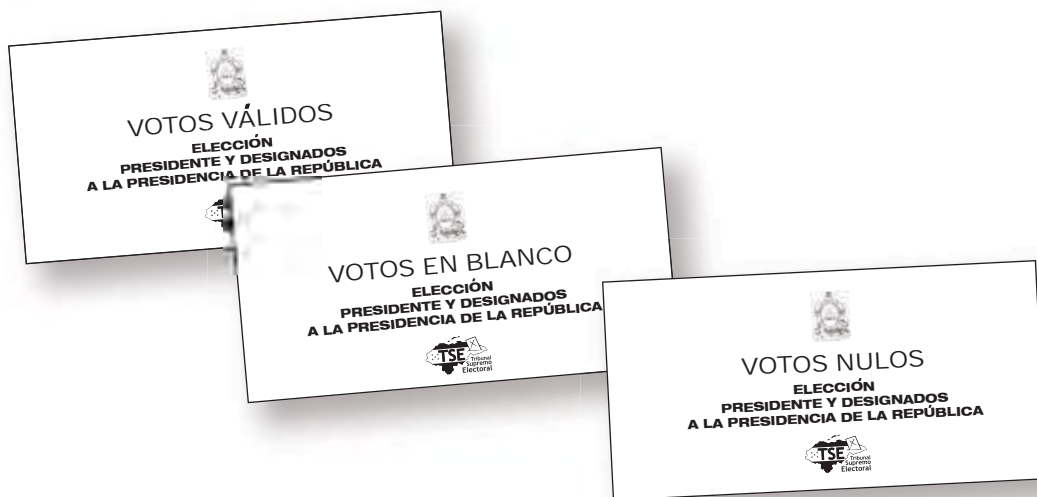 VOTOS VÁLIDOS
ELECCIÓN
PRESIDENTE Y DESIGNADOS
A LA PRESIDENCIA DE LA REPÚBLICA
VOTOS EN BLANCO
ELECCIÓN
PRESIDENTE Y DESIGNADOS
A LA PRESIDENCIA DE LA REPÚBLICA
TSE Tribunal
Supremo
Electoral
VOTOS NULOS
ELECCIÓN
PRESIDENTE Y DESIGNADOS
A LA PRESIDENCIA DE LA REPÚBLICA
TSE Tribunal
Supremo
Electoral